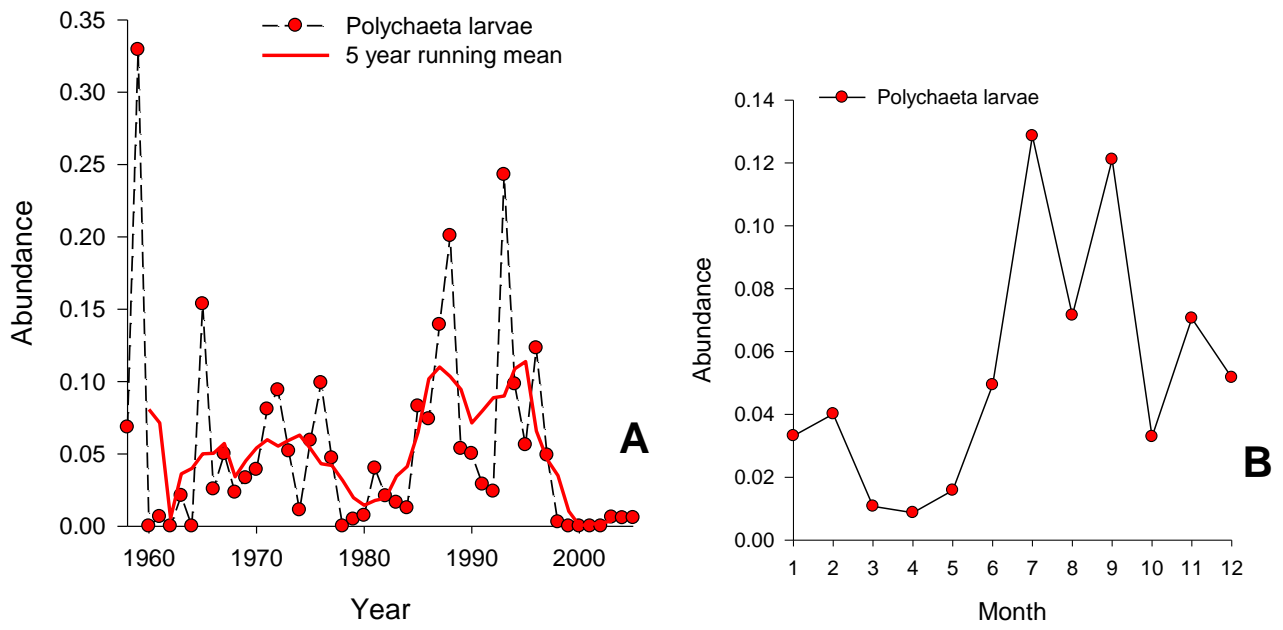 Polychaeta larvae
5 year running mean
0.35
0.30
0.25
0.20
0.15
0.10
0.05
0.00
Abundance
1960 1970 1980 1990 2000
Year
A
Polychaeta larvae
0.14
0.12
0.10
0.08
0.06
0.04
0.02
0.00
Abundance
1 2 3 4 5 6 7 8 9 10 11 12
Month
B